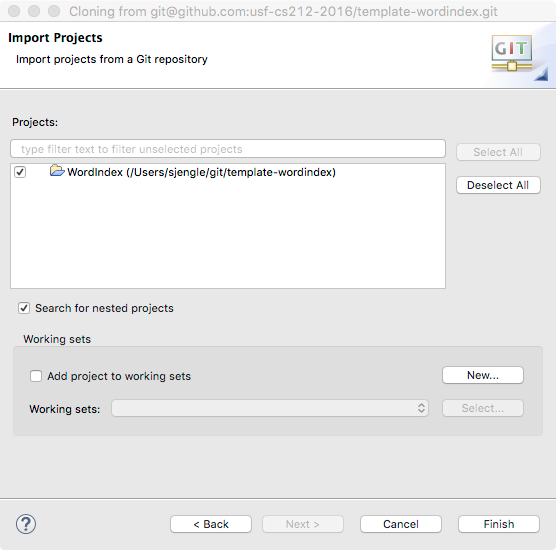 Cloning from git@github.com:usf-cs212-2016/template-wordindex.git
Import Projects
Import projects from a Git repository
GIT
Projects:
type filter text to filter unselected projects
Select All
WordIndex (/Users/sjengle/git/template-wordindex)
Deselect All
Search for nested projects
Working sets
Add project to working sets
New...
Working sets:
Select...
?
< Back
Next >
Cancel
Finish